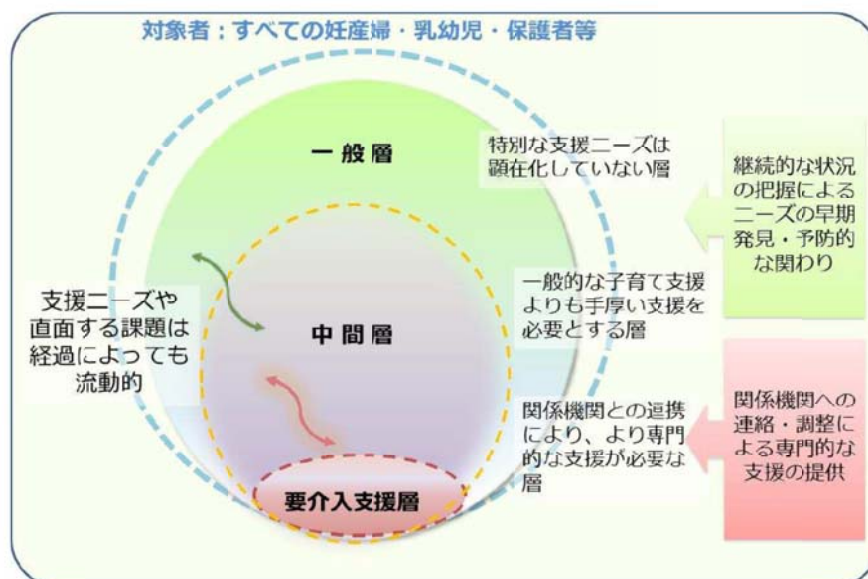 対象者：すべての妊産婦・乳幼児・保護者等
一般層
特別な支援ニーズは
顕在化していない層
継続的な状況
の把握による
ニーズの早期
発見・予防的
な関わり
支援ニーズや
直面する課題は
経過によっても
流動的
中間層
一般的な子育て支援
よりも手厚い支援を
必要とする層
要介入支援層
関係機関との連携
により、より専門
的な支援が必要な
層
関係機関への
連絡・調整に
よる専門的な
支援の提供